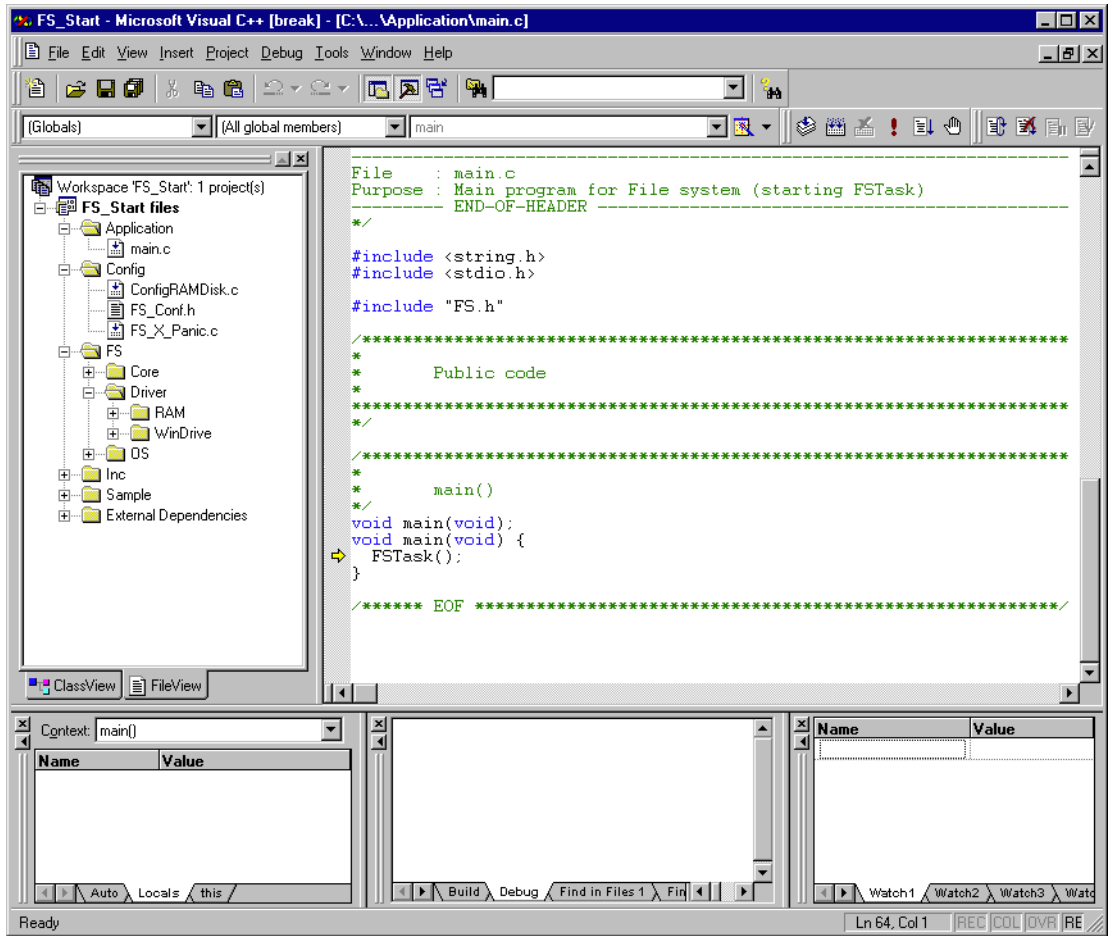 FS_Start - Microsoft Visual C++ [break] - [C:\...\Application\main.c]
File Edit View Insert Project Debug Tools Window Help
(Globals) (All global members) main
Workspace 'FS_Start': 1 project(s)
FS_Start files
Application
main.c
Config
ConfigRAMDisk.c
FS_Conf.h
FS_X_Panic.c
FS
Core
Driver
RAM
WinDrive
OS
Inc
Sample
External Dependencies
ClassView FileView
----------------------------------------------------------------------
File    : main.c
Purpose : Main program for File system (starting FSTask)
--------- END-OF-HEADER ----------------------------------------------
*/
#include <string.h>
#include <stdio.h>
#include "FS.h"
/*********************************************************************
*
*       Public code
*
**********************************************************************
*/
/*********************************************************************
*
*       main()
*/
void main(void);
void main(void) {
  FSTask();
}
/****** EOF *********************************************************/
Context: main()
Name Value
Auto Locals this
Build Debug Find in Files 1 Fin
Name Value
Watch1 Watch2 Watch3 Watc
Ready
Ln 64, Col 1 REC COL OVR RE